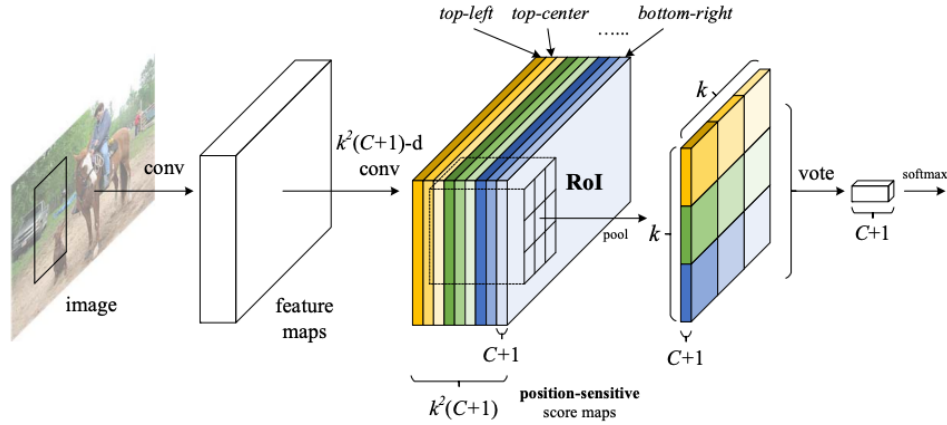 top-left top-center ...... bottom-right
image
conv
feature
maps
k²(C+1)-d
conv
RoI
pool
C+1
k²(C+1)
position-sensitive
score maps
k
k
C+1
vote
C+1
softmax